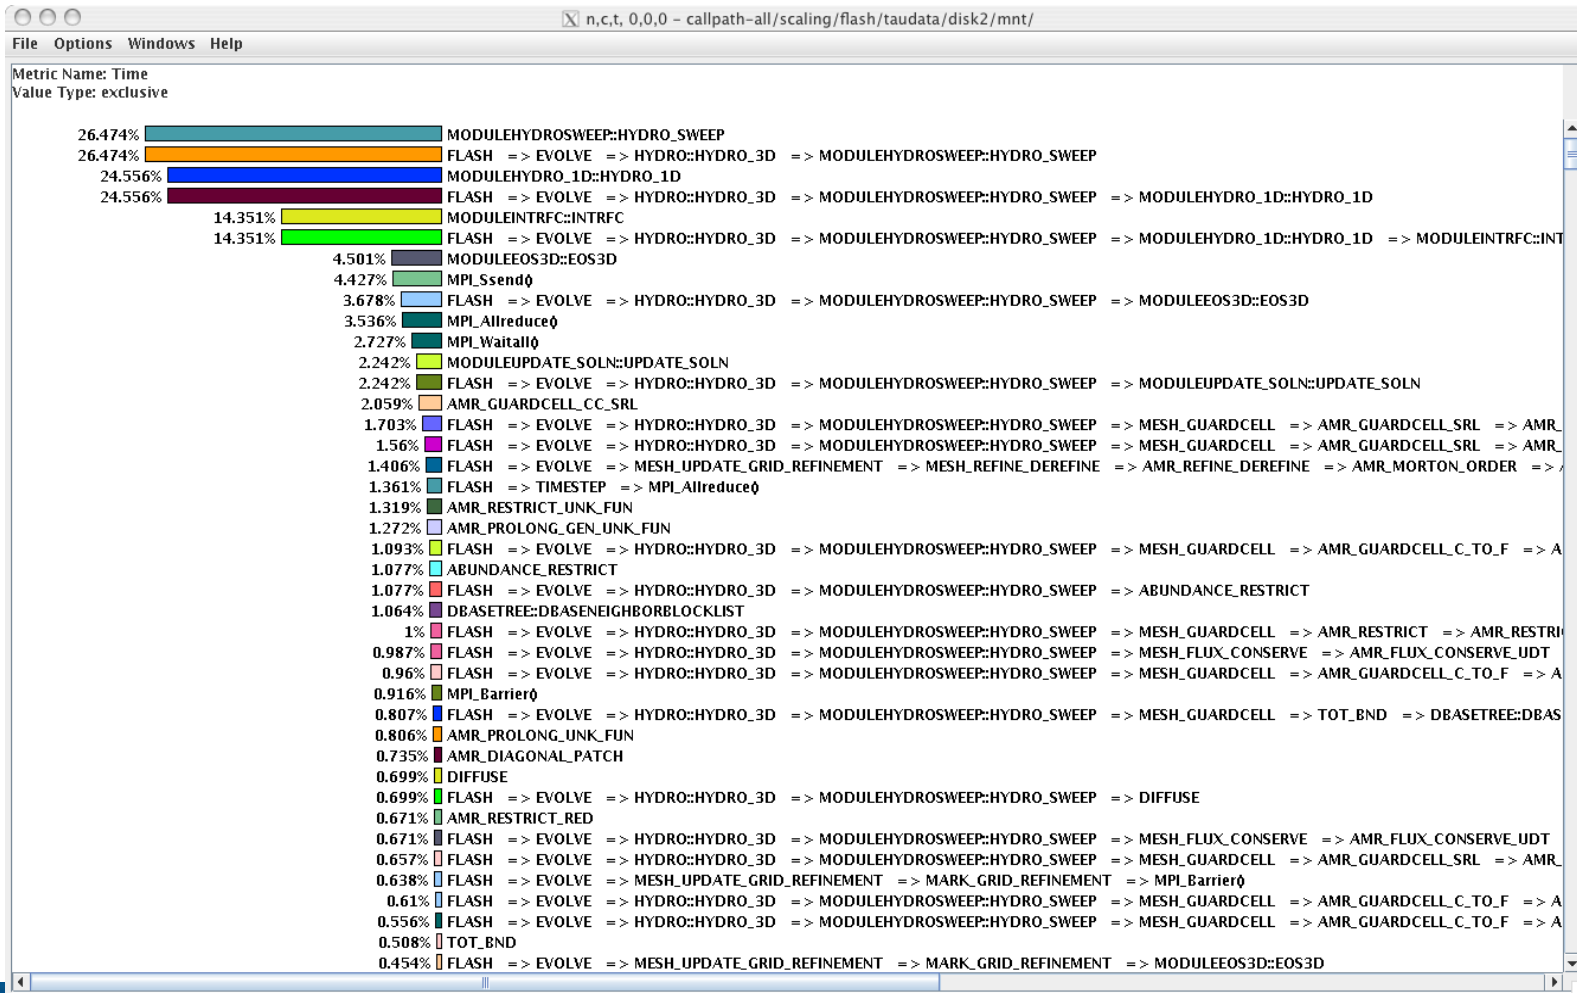 n,c,t, 0,0,0 – callpath-all/scaling/flash/taudata/disk2/mnt/
File Options Windows Help
Metric Name: Time
Value Type: exclusive
26.474% MODULEHYDROSWEEP::HYDRO_SWEEP
26.474% FLASH => EVOLVE => HYDRO::HYDRO_3D => MODULEHYDROSWEEP::HYDRO_SWEEP
24.556% MODULEHYDRO_1D::HYDRO_1D
24.556% FLASH => EVOLVE => HYDRO::HYDRO_3D => MODULEHYDROSWEEP::HYDRO_SWEEP => MODULEHYDRO_1D::HYDRO_1D
14.351% MODULEINTRFC::INTRFC
14.351% FLASH => EVOLVE => HYDRO::HYDRO_3D => MODULEHYDROSWEEP::HYDRO_SWEEP => MODULEHYDRO_1D::HYDRO_1D => MODULEINTRFC::INT
4.501% MODULEEOS3D::EOS3D
4.427% MPI_Ssend()
3.678% FLASH => EVOLVE => HYDRO::HYDRO_3D => MODULEHYDROSWEEP::HYDRO_SWEEP => MODULEEOS3D::EOS3D
3.536% MPI_Allreduce()
2.727% MPI_Waitall()
2.242% MODULEUPDATE_SOLN::UPDATE_SOLN
2.242% FLASH => EVOLVE => HYDRO::HYDRO_3D => MODULEHYDROSWEEP::HYDRO_SWEEP => MODULEUPDATE_SOLN::UPDATE_SOLN
2.059% AMR_GUARDCELL_CC_SRL
1.703% FLASH => EVOLVE => HYDRO::HYDRO_3D => MODULEHYDROSWEEP::HYDRO_SWEEP => MESH_GUARDCELL => AMR_GUARDCELL_SRL => AMR_
1.56% FLASH => EVOLVE => HYDRO::HYDRO_3D => MODULEHYDROSWEEP::HYDRO_SWEEP => MESH_GUARDCELL => AMR_GUARDCELL_SRL => AMR_
1.406% FLASH => EVOLVE => MESH_UPDATE_GRID_REFINEMENT => MESH_REFINE_DEREFINE => AMR_REFINE_DEREFINE => AMR_MORTON_ORDER =>
1.361% FLASH => TIMESTEP => MPI_Allreduce()
1.319% AMR_RESTRICT_UNK_FUN
1.272% AMR_PROLONG_GEN_UNK_FUN
1.093% FLASH => EVOLVE => HYDRO::HYDRO_3D => MODULEHYDROSWEEP::HYDRO_SWEEP => MESH_GUARDCELL => AMR_GUARDCELL_C_TO_F => A
1.077% ABUNDANCE_RESTRICT
1.077% FLASH => EVOLVE => HYDRO::HYDRO_3D => MODULEHYDROSWEEP::HYDRO_SWEEP => ABUNDANCE_RESTRICT
1.064% DBASETREE::DBASENEIGHBORBLOCKLIST
1% FLASH => EVOLVE => HYDRO::HYDRO_3D => MODULEHYDROSWEEP::HYDRO_SWEEP => MESH_GUARDCELL => AMR_RESTRICT => AMR_RESTRI
0.987% FLASH => EVOLVE => HYDRO::HYDRO_3D => MODULEHYDROSWEEP::HYDRO_SWEEP => MESH_FLUX_CONSERVE => AMR_FLUX_CONSERVE_UDT
0.96% FLASH => EVOLVE => HYDRO::HYDRO_3D => MODULEHYDROSWEEP::HYDRO_SWEEP => MESH_GUARDCELL => AMR_GUARDCELL_C_TO_F => A
0.916% MPI_Barrier()
0.807% FLASH => EVOLVE => HYDRO::HYDRO_3D => MODULEHYDROSWEEP::HYDRO_SWEEP => MESH_GUARDCELL => TOT_BND => DBASETREE::DBAS
0.806% AMR_PROLONG_UNK_FUN
0.735% AMR_DIAGONAL_PATCH
0.699% DIFFUSE
0.699% FLASH => EVOLVE => HYDRO::HYDRO_3D => MODULEHYDROSWEEP::HYDRO_SWEEP => DIFFUSE
0.671% AMR_RESTRICT_RED
0.671% FLASH => EVOLVE => HYDRO::HYDRO_3D => MODULEHYDROSWEEP::HYDRO_SWEEP => MESH_FLUX_CONSERVE => AMR_FLUX_CONSERVE_UDT
0.657% FLASH => EVOLVE => HYDRO::HYDRO_3D => MODULEHYDROSWEEP::HYDRO_SWEEP => MESH_GUARDCELL => AMR_GUARDCELL_SRL => AMR_
0.638% FLASH => EVOLVE => MESH_UPDATE_GRID_REFINEMENT => MARK_GRID_REFINEMENT => MPI_Barrier()
0.61% FLASH => EVOLVE => HYDRO::HYDRO_3D => MODULEHYDROSWEEP::HYDRO_SWEEP => MESH_GUARDCELL => AMR_GUARDCELL_C_TO_F => A
0.556% FLASH => EVOLVE => HYDRO::HYDRO_3D => MODULEHYDROSWEEP::HYDRO_SWEEP => MESH_GUARDCELL => AMR_GUARDCELL_C_TO_F => A
0.508% TOT_BND
0.454% FLASH => EVOLVE => MESH_UPDATE_GRID_REFINEMENT => MARK_GRID_REFINEMENT => MODULEEOS3D::EOS3D